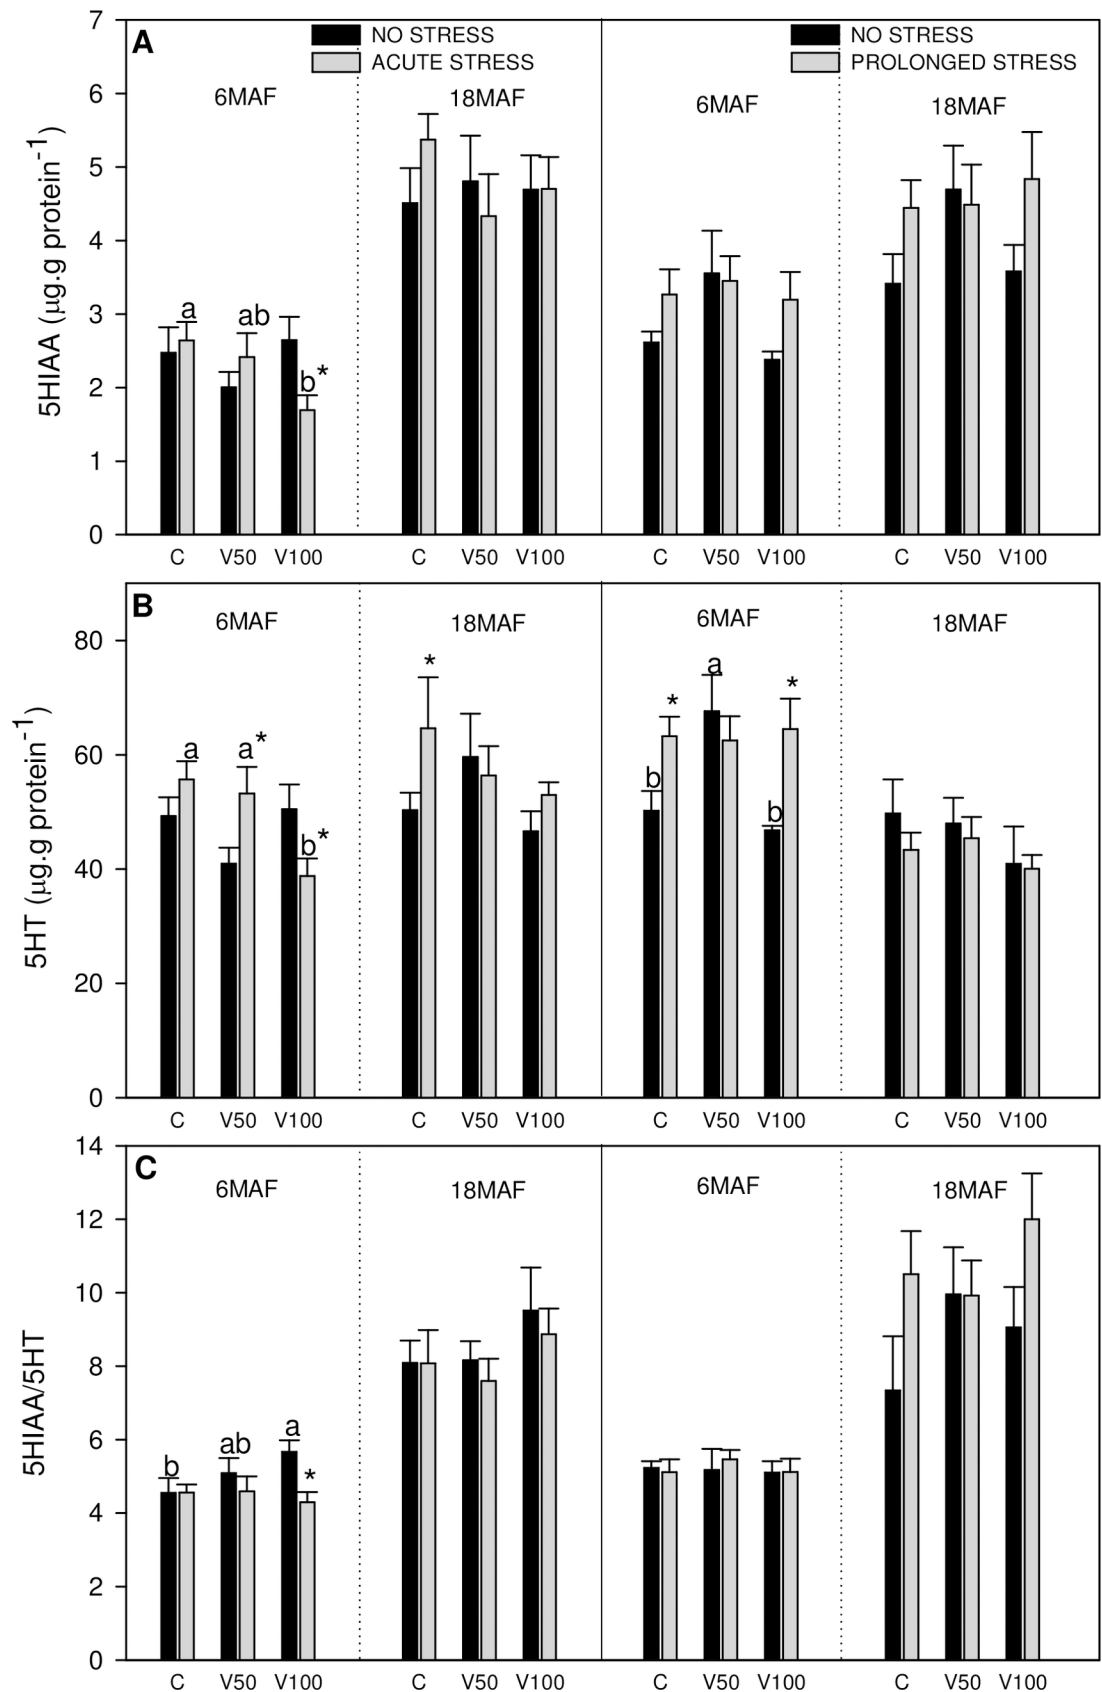 A
NO STRESS
ACUTE STRESS
NO STRESS
PROLONGED STRESS
6MAF
18MAF
6MAF
18MAF
5HIAA (µg.g protein-1)
7
6
5
4
3
2
1
0
a
ab
b*
C V50 V100 C V50 V100 C V50 V100 C V50 V100
B
6MAF
18MAF
6MAF
18MAF
5HT (µg.g protein-1)
80
60
40
20
0
a
a*
b*
*
b
*
a
b
*
C V50 V100 C V50 V100 C V50 V100 C V50 V100
C
6MAF
18MAF
6MAF
18MAF
5HIAA/5HT
14
12
10
8
6
4
2
0
b
ab
a
*
C V50 V100 C V50 V100 C V50 V100 C V50 V100